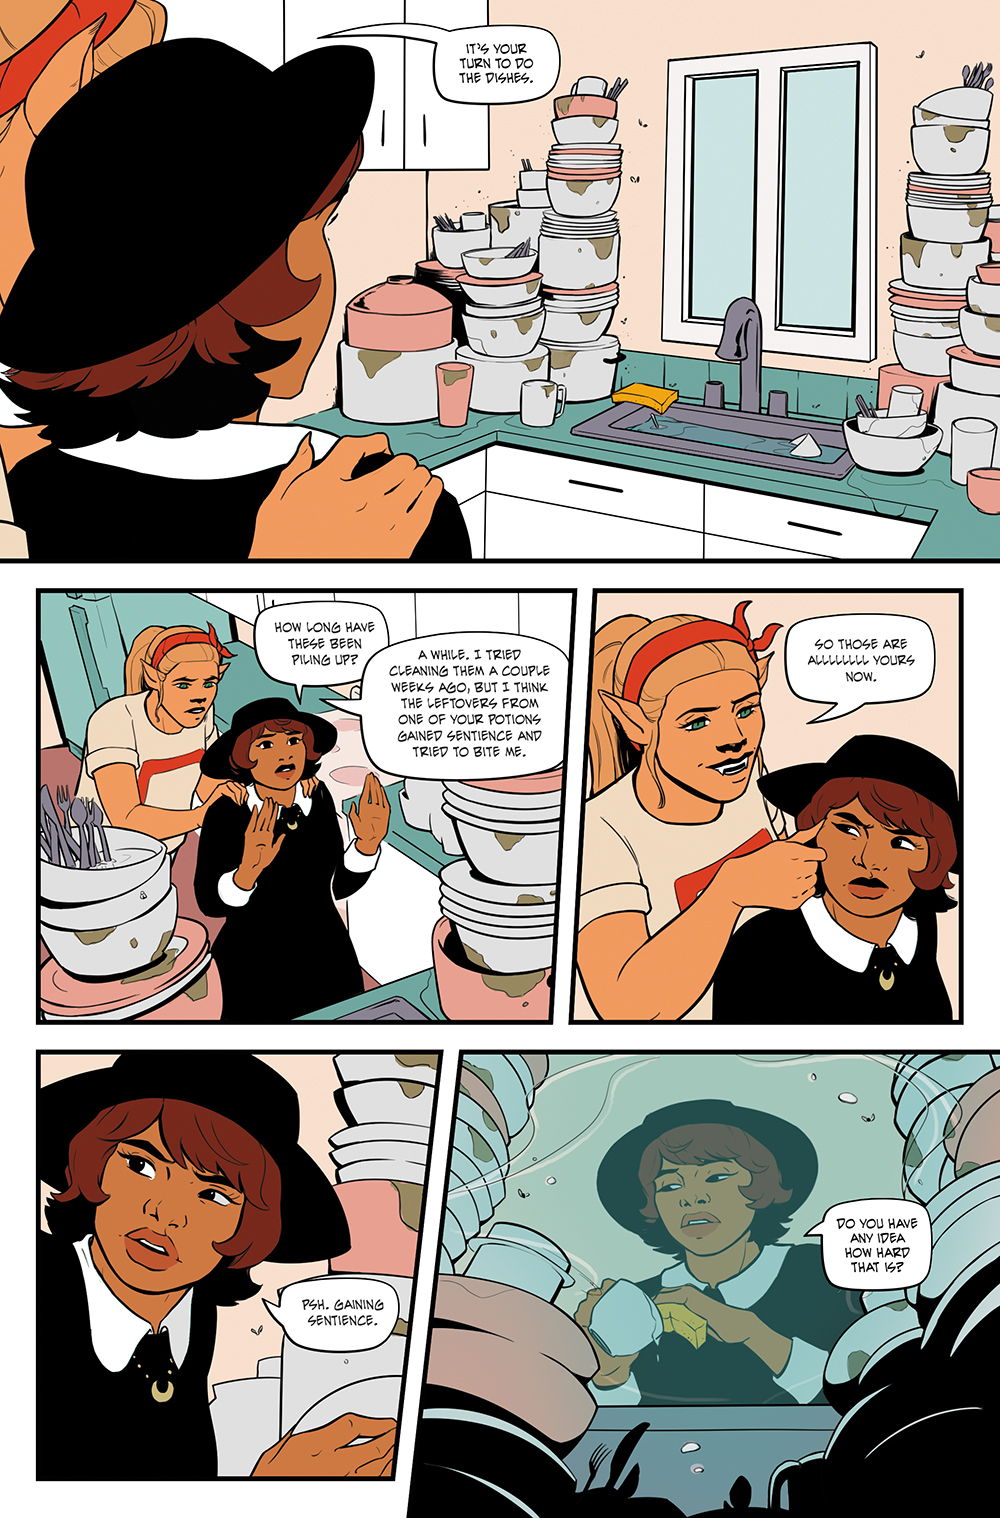 IT'S YOUR
TURN TO DO
THE DISHES.
HOW LONG HAVE
THESE BEEN
PILING UP?
A WHILE. I TRIED
CLEANING THEM A COUPLE
WEEKS AGO, BUT I THINK
THE LEFTOVERS FROM
ONE OF YOUR POTIONS
GAINED SENTIENCE AND
TRIED TO BITE ME.
SO THOSE ARE
ALLLLLLLL YOURS
NOW.
PSH. GAINING
SENTIENCE.
DO YOU HAVE
ANY IDEA
HOW HARD
THAT IS?